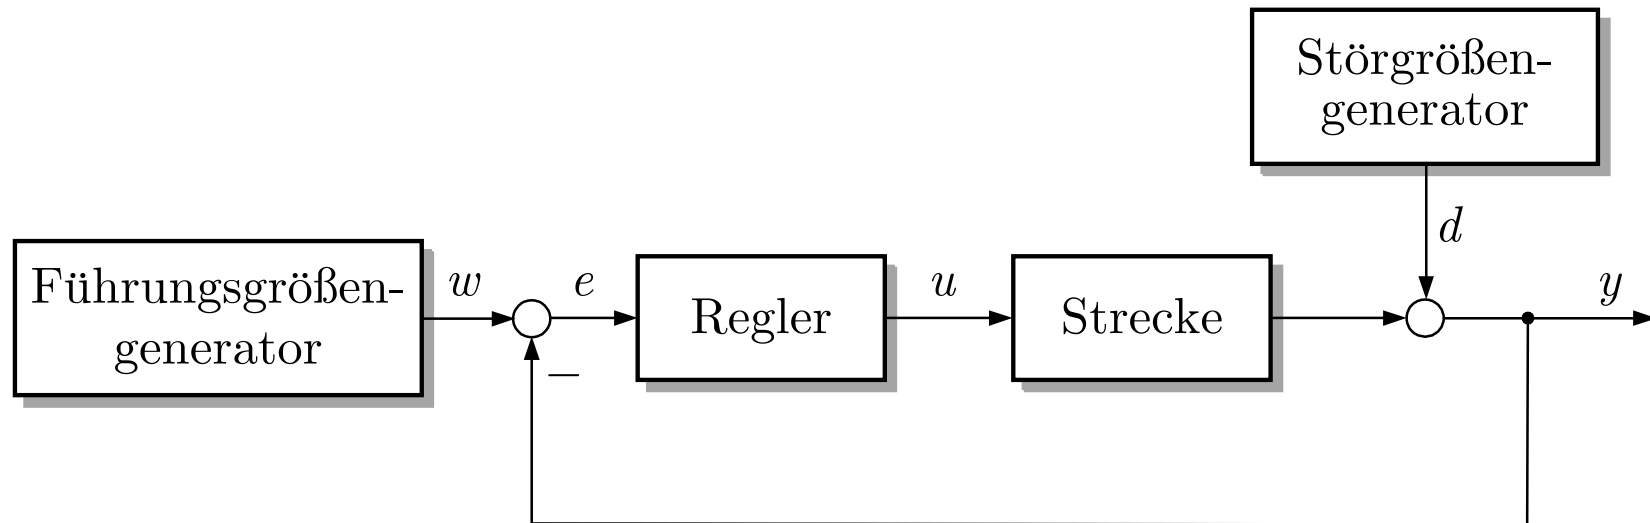 Störgrößen-
generator
d
Führungsgrößen-
generator
w
e
Regler
u
Strecke
y
−